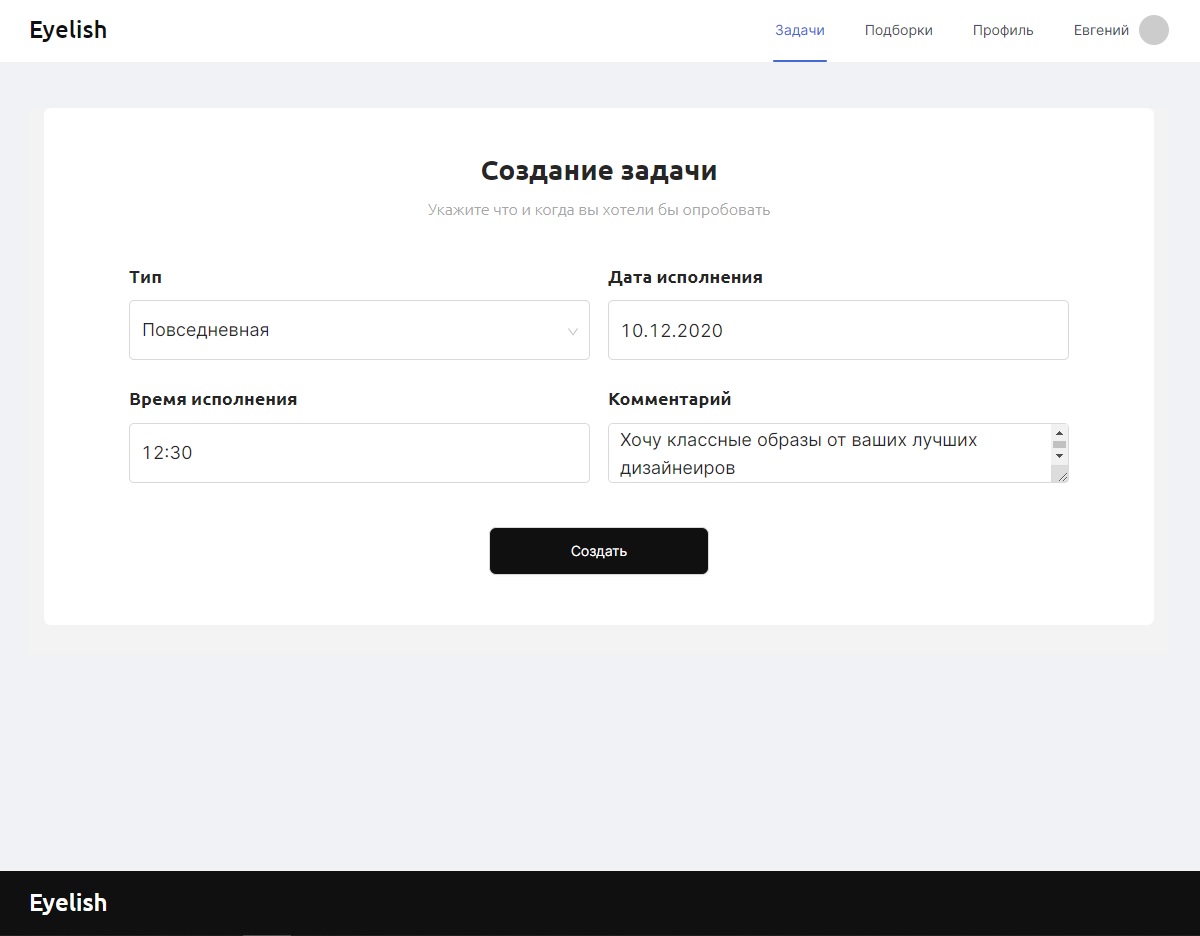 Eyelish
Задачи
Подборки
Профиль
Евгений
Создание задачи
Укажите что и когда вы хотели бы опробовать
Тип
Дата исполнения
Повседневная
10.12.2020
Время исполнения
Комментарий
12:30
Хочу классные образы от ваших лучших
дизайнеиров
Создать
Eyelish